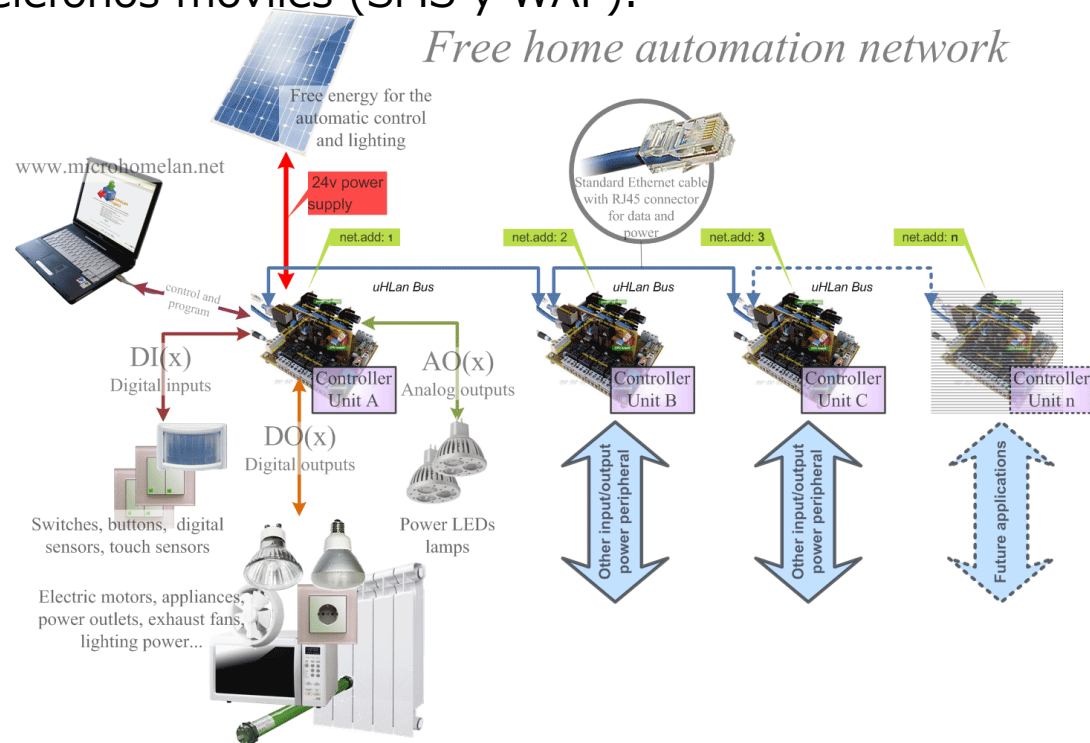 móviles (SMS y WAP).
Free home automation network
Free energy for the
automatic control
and lighting
www.microhomelan.net
24v power
supply
Standard Ethernet cable
with RJ45 connector
for data and
power
net.add: 1
net.add: 2
net.add: 3
net.add: n
uHLan Bus
uHLan Bus
uHLan Bus
control and
program
DI(x)
Digital inputs
AO(x)
Analog outputs
Controller
Unit A
Controller
Unit B
Controller
Unit C
Controller
Unit n
DO(x)
Digital outputs
Switches, buttons, digital
sensors, touch sensors
Power LEDs
lamps
Other input/output
power peripheral
Other input/output
power peripheral
Future applications
Electric motors, appliances,
power outlets, exhaust fans,
lighting power...